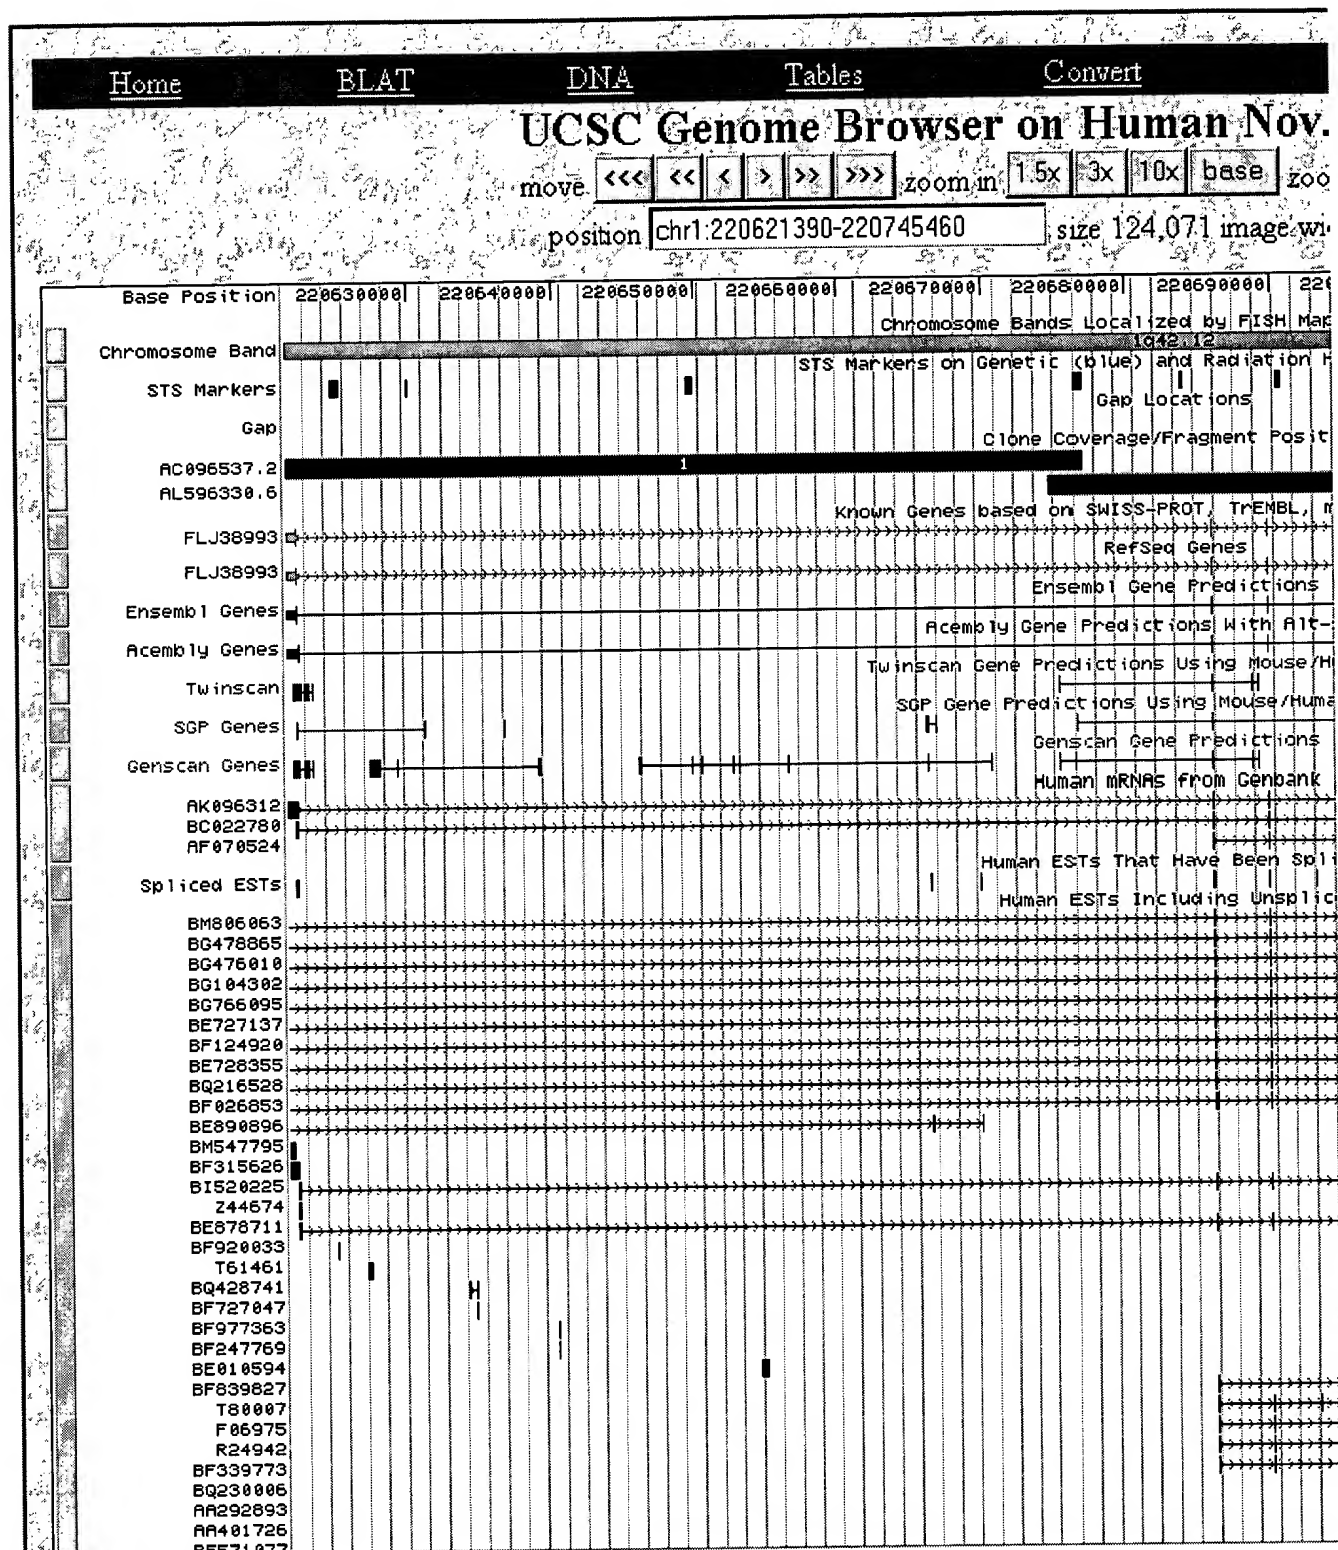 Home BLAT DNA Tables Convert
UCSC Genome Browser on Human Nov.
move <<< << < > >> >>> zoom in 1.5x 3x 10x base zoo
position chr1:220621390-220745460 size 124,071 image wi
Base Position 220630000| 220640000| 220650000| 220660000| 220670000| 220680000| 220690000| 220
Chromosome Bands Localized by FISH Map
Chromosome Band 1q42.12
STS Markers on Genetic (blue) and Radiation H
STS Markers
Gap Locations
Gap
Clone Coverage/Fragment Posit
AC096537.2 1
AL596330.6
Known Genes based on SWISS-PROT, TrEMBL, m
FLJ38993
RefSeq Genes
FLJ38993
Ensembl Gene Predictions
Ensembl Genes
Acembly Gene Predictions With Alt-
Acembly Genes
Twinscan Gene Predictions Using Mouse/H
Twinscan
SGP Gene Predictions Using Mouse/Huma
SGP Genes
Genscan Gene Predictions
Genscan Genes
Human mRNAs from Genbank
AK096312
BC022780
AF070524
Human ESTs That Have Been Spli
Spliced ESTs
Human ESTs Including Unsplic
BM806063
BG478865
BG476010
BG104302
BG766095
BE727137
BF124920
BE728355
BQ216528
BF026853
BE890896
BM547795
BF315626
BI520225
Z44674
BE878711
BF920033
T61461
BQ428741
BF727047
BF977363
BF247769
BE010594
BF839827
T80007
F06975
R24942
BF339773
BQ230006
AA292893
AA401726